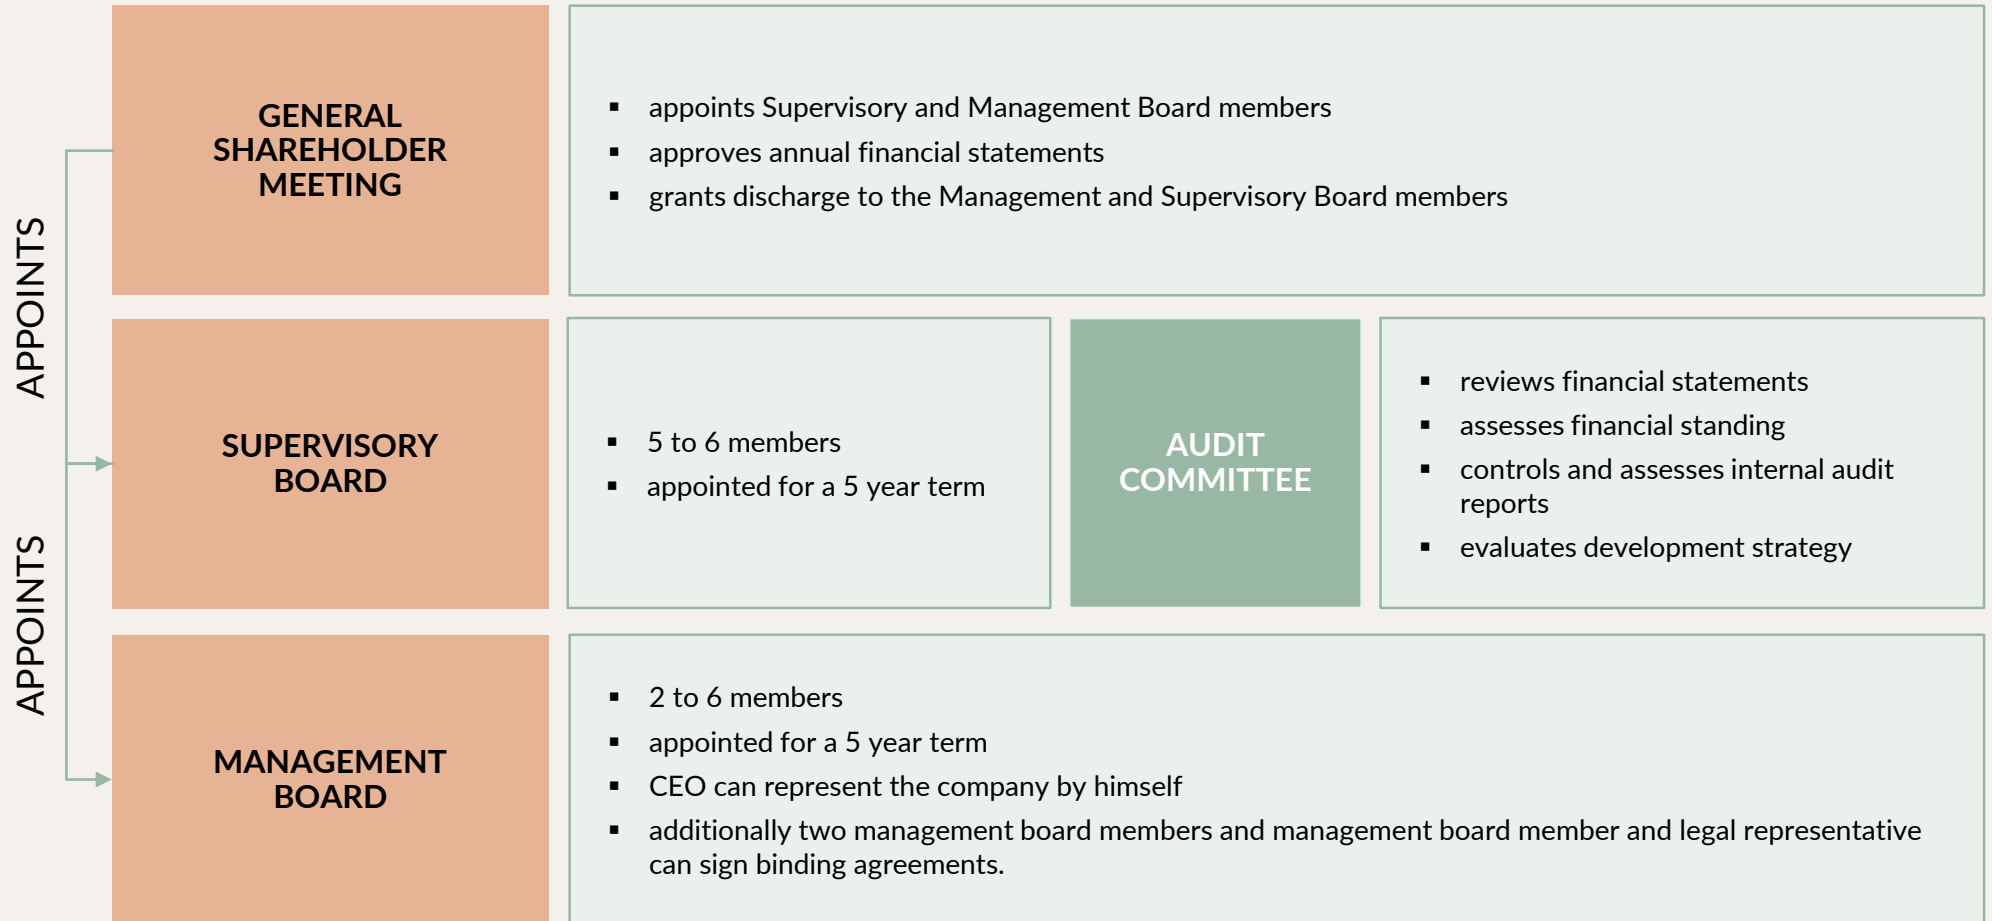 APPOINTS
APPOINTS
GENERAL
SHAREHOLDER
MEETING
▪ appoints Supervisory and Management Board members
▪ approves annual financial statements
▪ grants discharge to the Management and Supervisory Board members
SUPERVISORY
BOARD
▪ 5 to 6 members
▪ appointed for a 5 year term
AUDIT
COMMITTEE
▪ reviews financial statements
▪ assesses financial standing
▪ controls and assesses internal audit
reports
▪ evaluates development strategy
MANAGEMENT
BOARD
▪ 2 to 6 members
▪ appointed for a 5 year term
▪ CEO can represent the company by himself
▪ additionally two management board members and management board member and legal representative
can sign binding agreements.